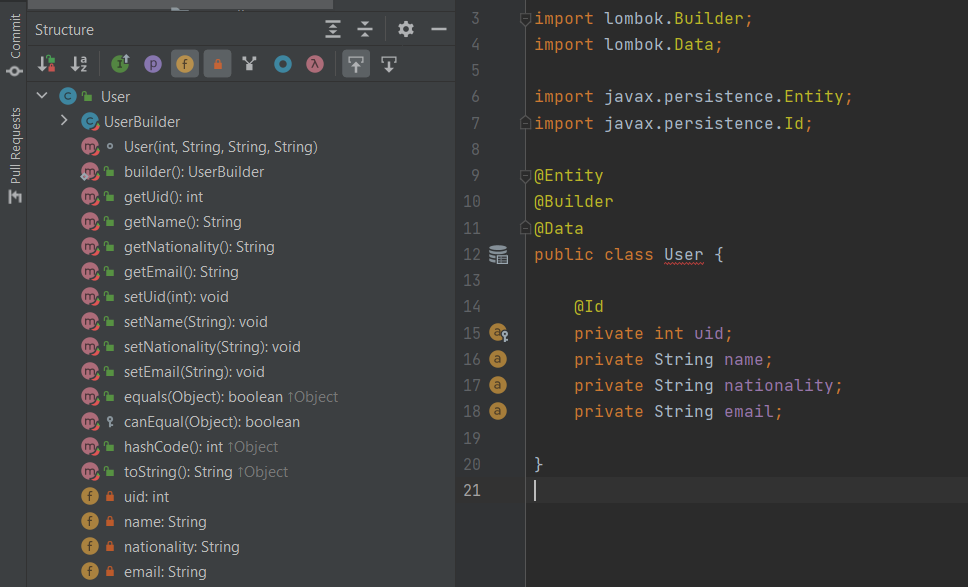 Commit
Pull Requests
Structure
User
UserBuilder
User(int, String, String, String)
builder(): UserBuilder
getUid(): int
getName(): String
getNationality(): String
getEmail(): String
setUid(int): void
setName(String): void
setNationality(String): void
setEmail(String): void
equals(Object): boolean ↑Object
canEqual(Object): boolean
hashCode(): int ↑Object
toString(): String ↑Object
uid: int
name: String
nationality: String
email: String
3 import lombok.Builder;
4 import lombok.Data;
5
6 import javax.persistence.Entity;
7 import javax.persistence.Id;
8
9 @Entity
10 @Builder
11 @Data
12 public class User {
13
14 @Id
15 private int uid;
16 private String name;
17 private String nationality;
18 private String email;
19
20 }
21